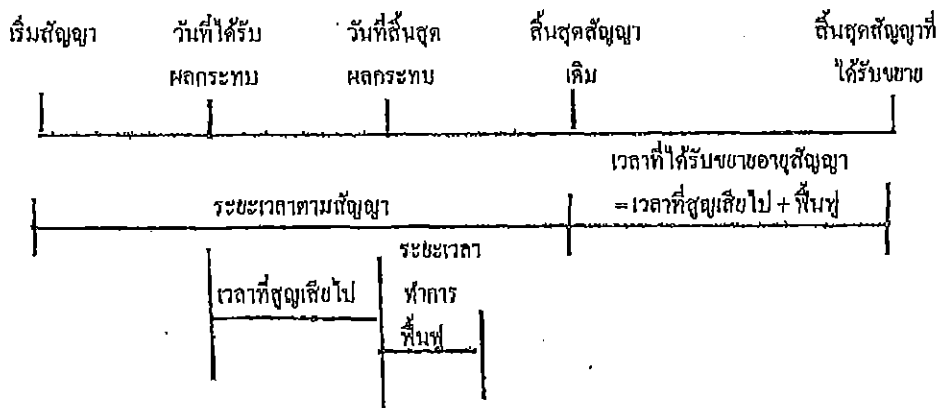 เริ่มสัญญา วันที่ได้รับ วันที่สิ้นสุด สิ้นสุดสัญญา สิ้นสุดสัญญาที่
ผลกระทบ ผลกระทบ เดิม ได้รับขยาย
เวลาที่ได้รับขยายอายุสัญญา
ระยะเวลาตามสัญญา = เวลาที่สูญเสียไป + ฟื้นฟู
ระยะเวลา
เวลาที่สูญเสียไป ทำการ
ฟื้นฟู